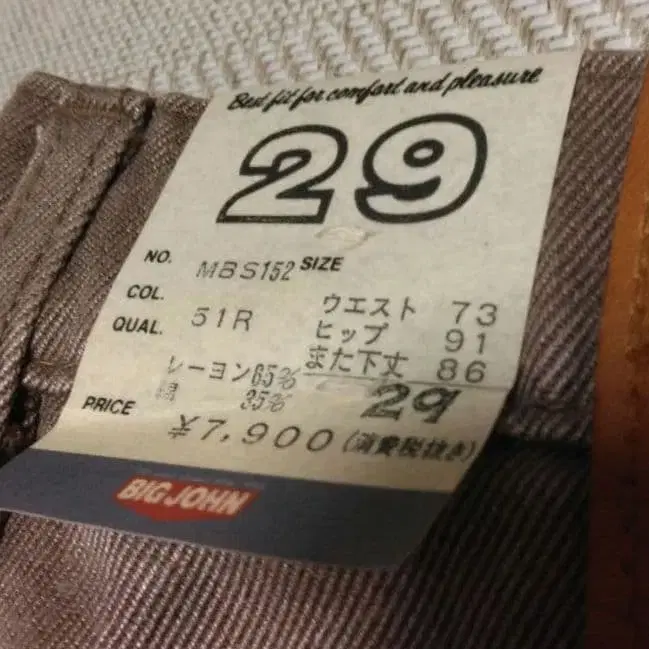 Best fit for comfort and pleasure
29
NO. MBS152 SIZE
COL. 51R ウエスト 73
QUAL. ヒップ 91
また下丈 86
レーヨン65%
綿 35% 29
PRICE ¥7,900(消費税抜き)
BIG JOHN